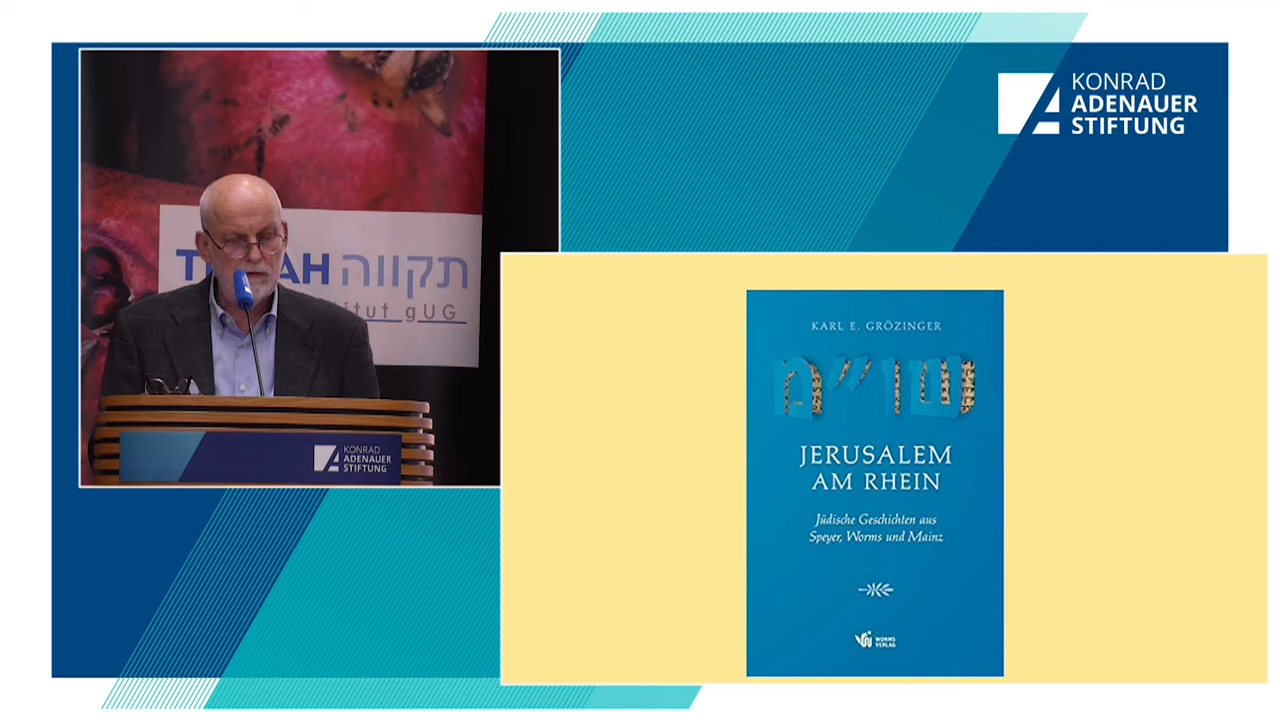 KONRAD
ADENAUER
STIFTUNG
תקווה
gUG
KONRAD
ADENAUER
STIFTUNG
KARL E. GRÖZINGER
שו״מ
JERUSALEM
AM RHEIN
Jüdische Geschichten aus
Speyer, Worms und Mainz
WORMS
VERLAG